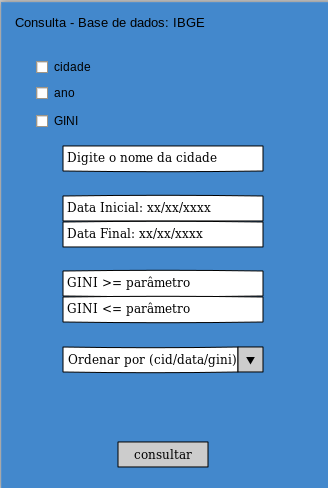 Consulta - Base de dados: IBGE
cidade
ano
GINI
Digite o nome da cidade
Data Inicial: xx/xx/xxxx
Data Final: xx/xx/xxxx
GINI >= parâmetro
GINI <= parâmetro
Ordenar por (cid/data/gini)
consultar